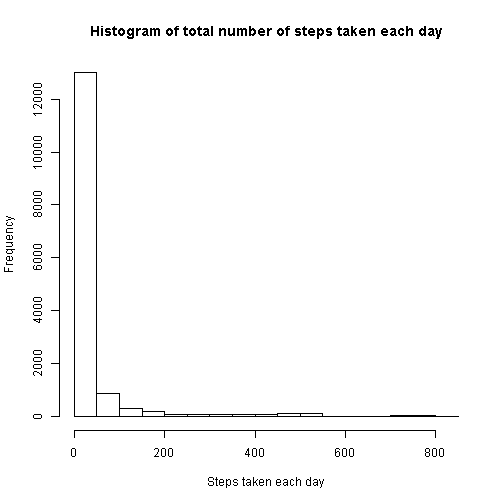 Histogram of total number of steps taken each day
Frequency
12000
10000
8000
6000
4000
2000
0
0 200 400 600 800
Steps taken each day